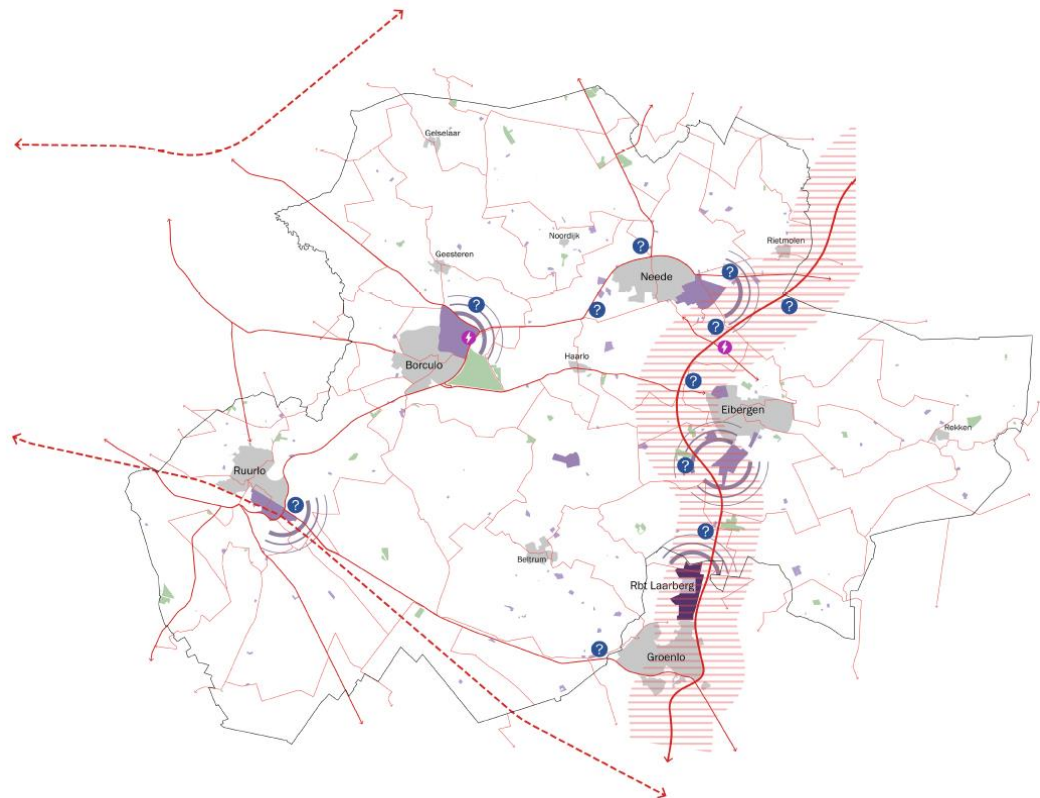 Gelselaar
Noordijk
Rietmolen
Geesteren
?
?
Neede
?
?
?
?
?
Haarlo
Borculo
?
Eibergen
Rekken
Ruurlo
?
?
?
Beltrum
Rbt Laarberg
?
Groenlo